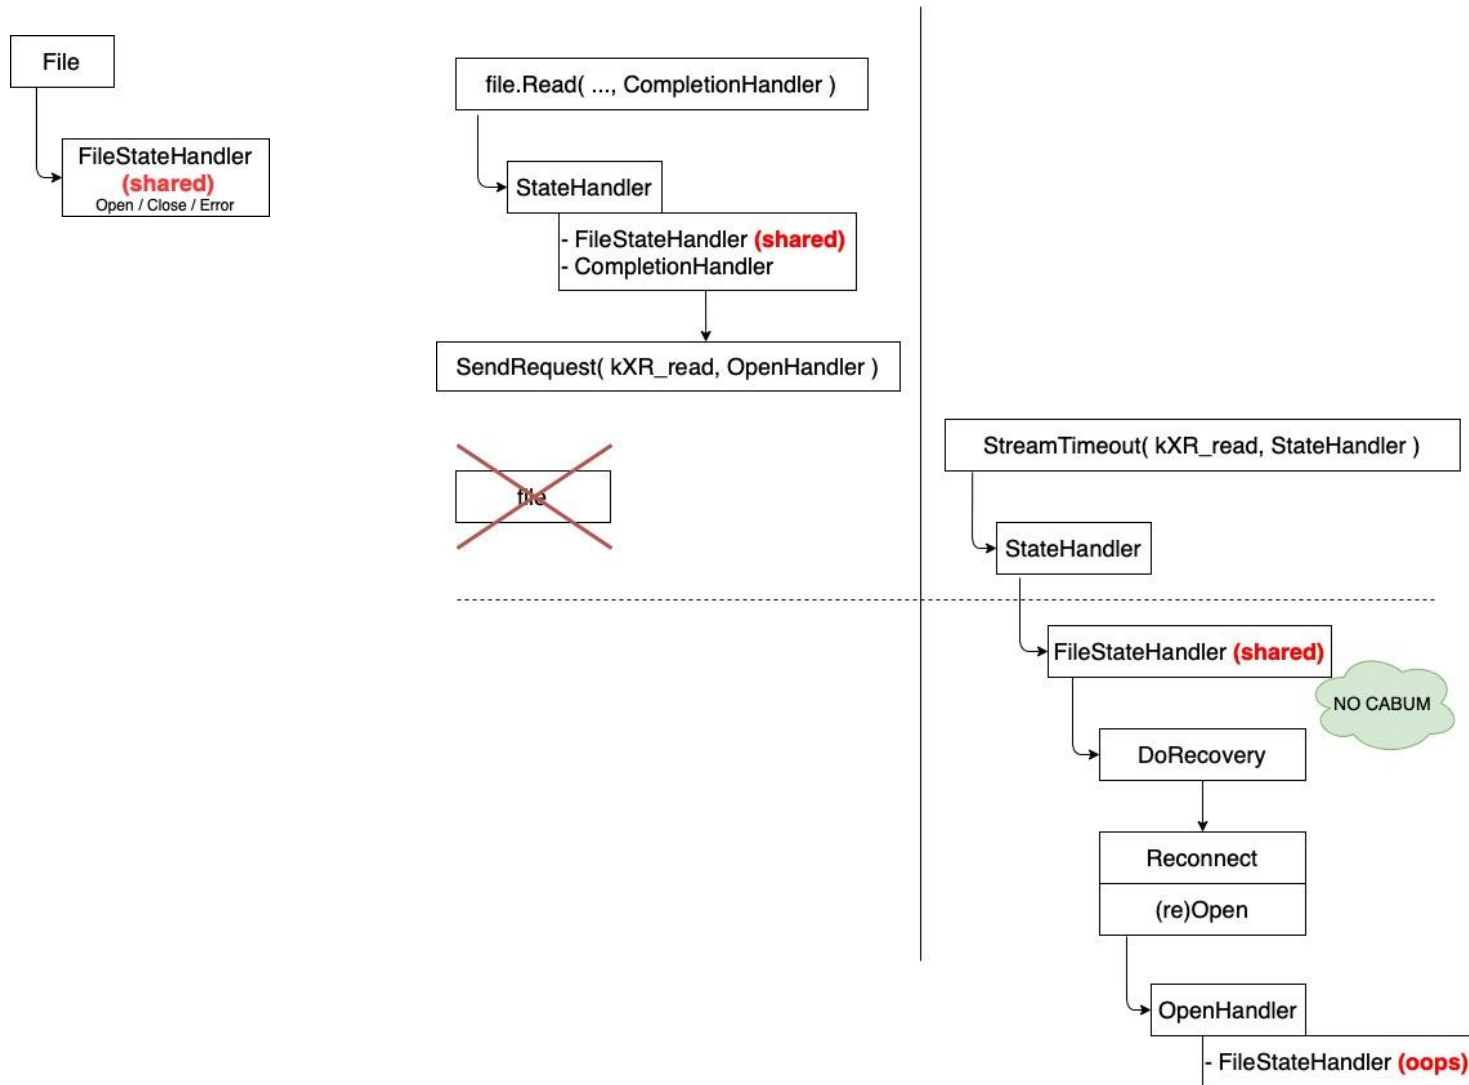 File
FileStateHandler
(shared)
Open / Close / Error
file.Read( ..., CompletionHandler )
StateHandler
- FileStateHandler (shared)
- CompletionHandler
SendRequest( kXR_read, OpenHandler )
file
StreamTimeout( kXR_read, StateHandler )
StateHandler
FileStateHandler (shared)
NO CABUM
DoRecovery
Reconnect
(re)Open
OpenHandler
- FileStateHandler (oops)